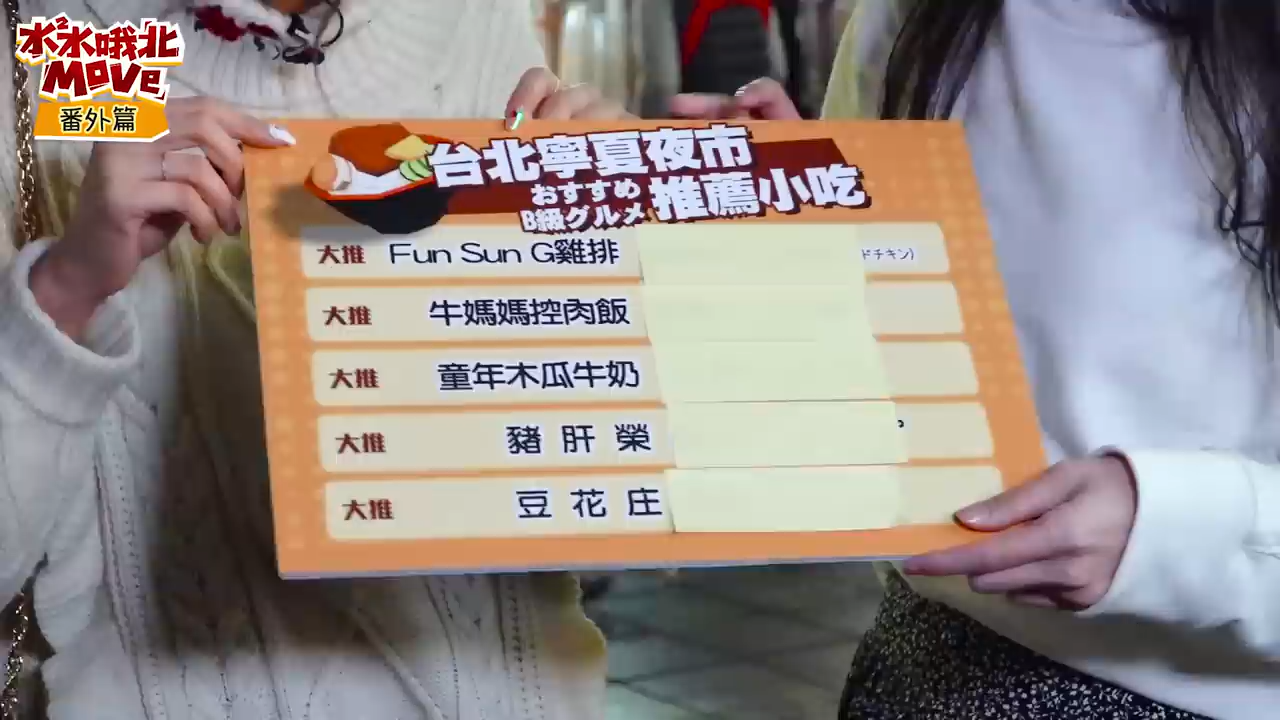 水水哦北
Move
番外篇
台北寧夏夜市
おすすめ
B級グルメ
推薦小吃
大推 Fun Sun G雞排 ドチキン)
大推 牛媽媽控肉飯
大推 童年木瓜牛奶
大推 豬肝榮
大推 豆花庄